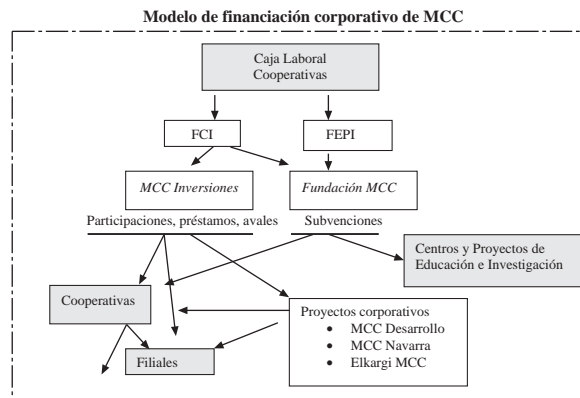 Modelo de financiación corporativo de MCC
Caja Laboral
Cooperativas
FCI
FEPI
MCC Inversiones
Fundación MCC
Participaciones, préstamos, avales
Subvenciones
Centros y Proyectos de
Educación e Investigación
Cooperativas
Proyectos corporativos
• MCC Desarrollo
• MCC Navarra
• Elkargi MCC
Filiales